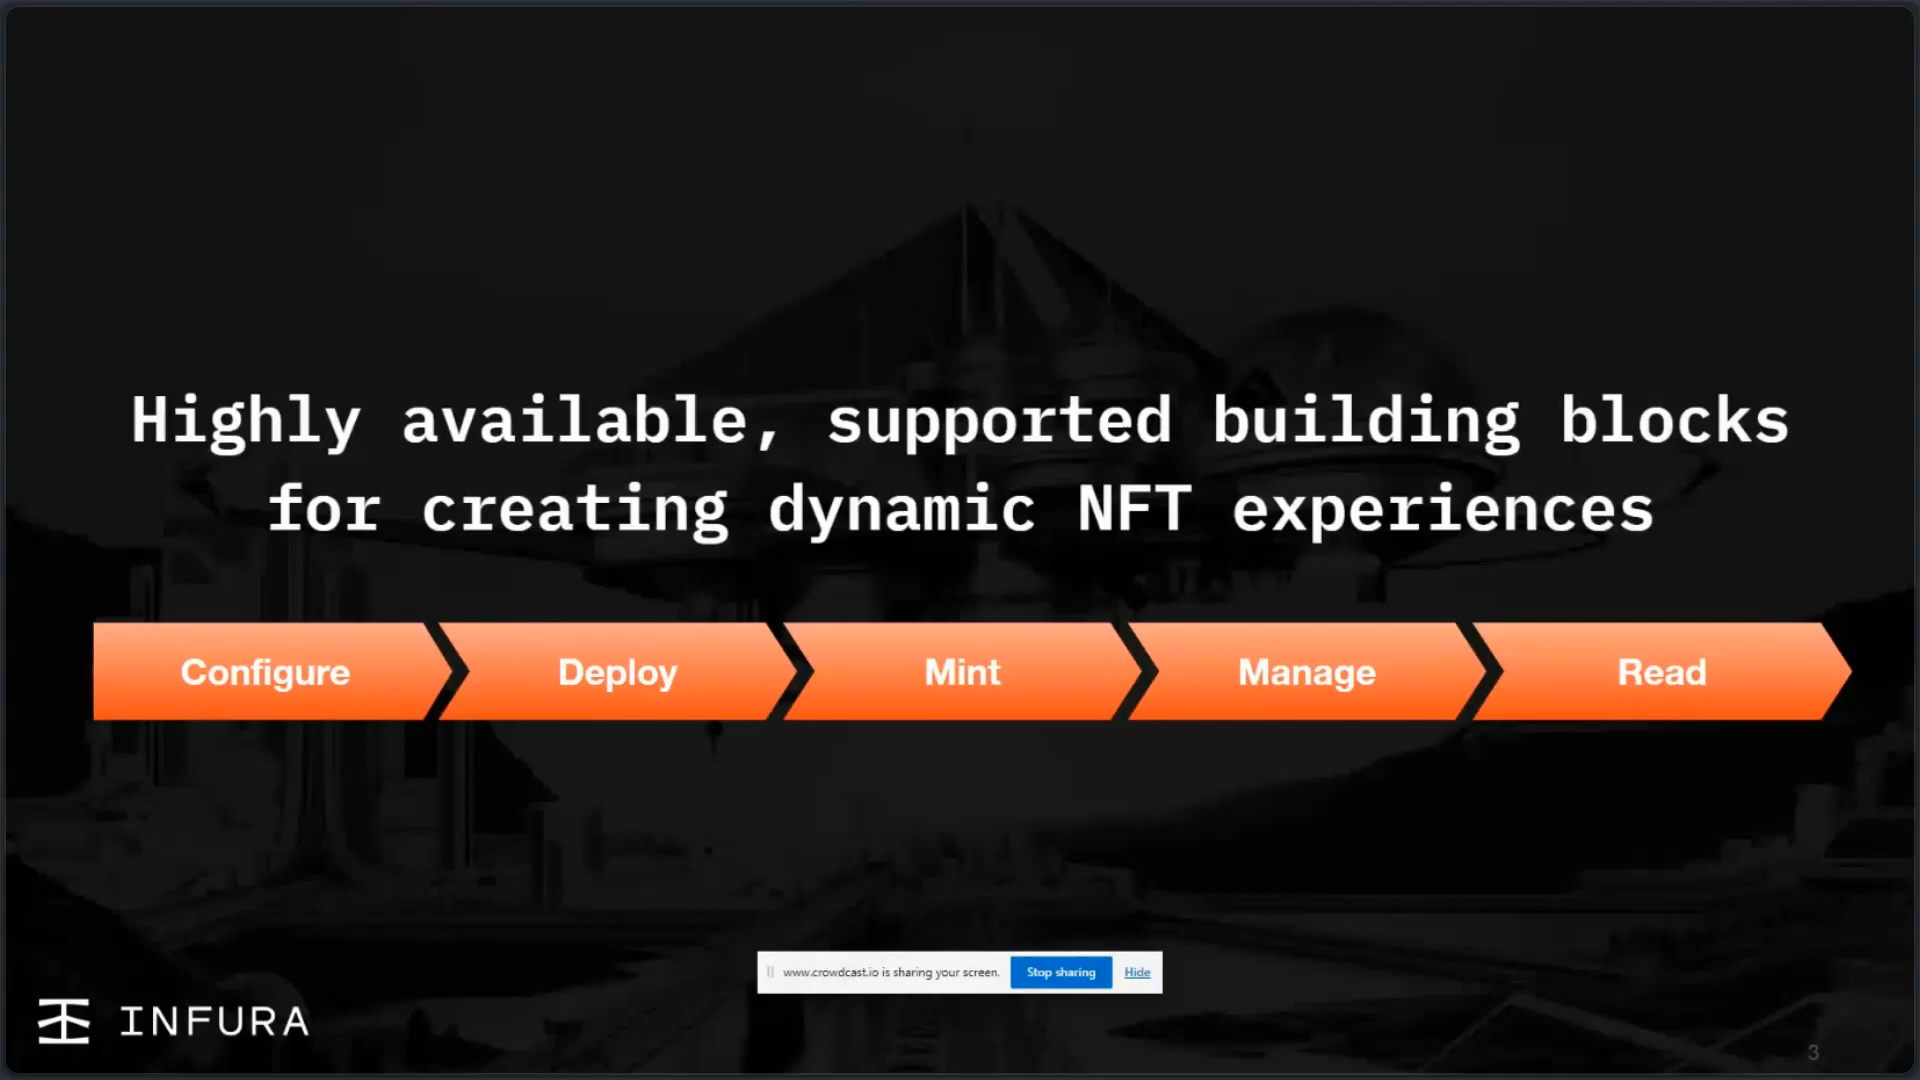 Highly available, supported building blocks
for creating dynamic NFT experiences
Configure
Deploy
Mint
Manage
Read
www.crowdcast.io is sharing your screen.
Stop sharing
Hide
INFURA
3